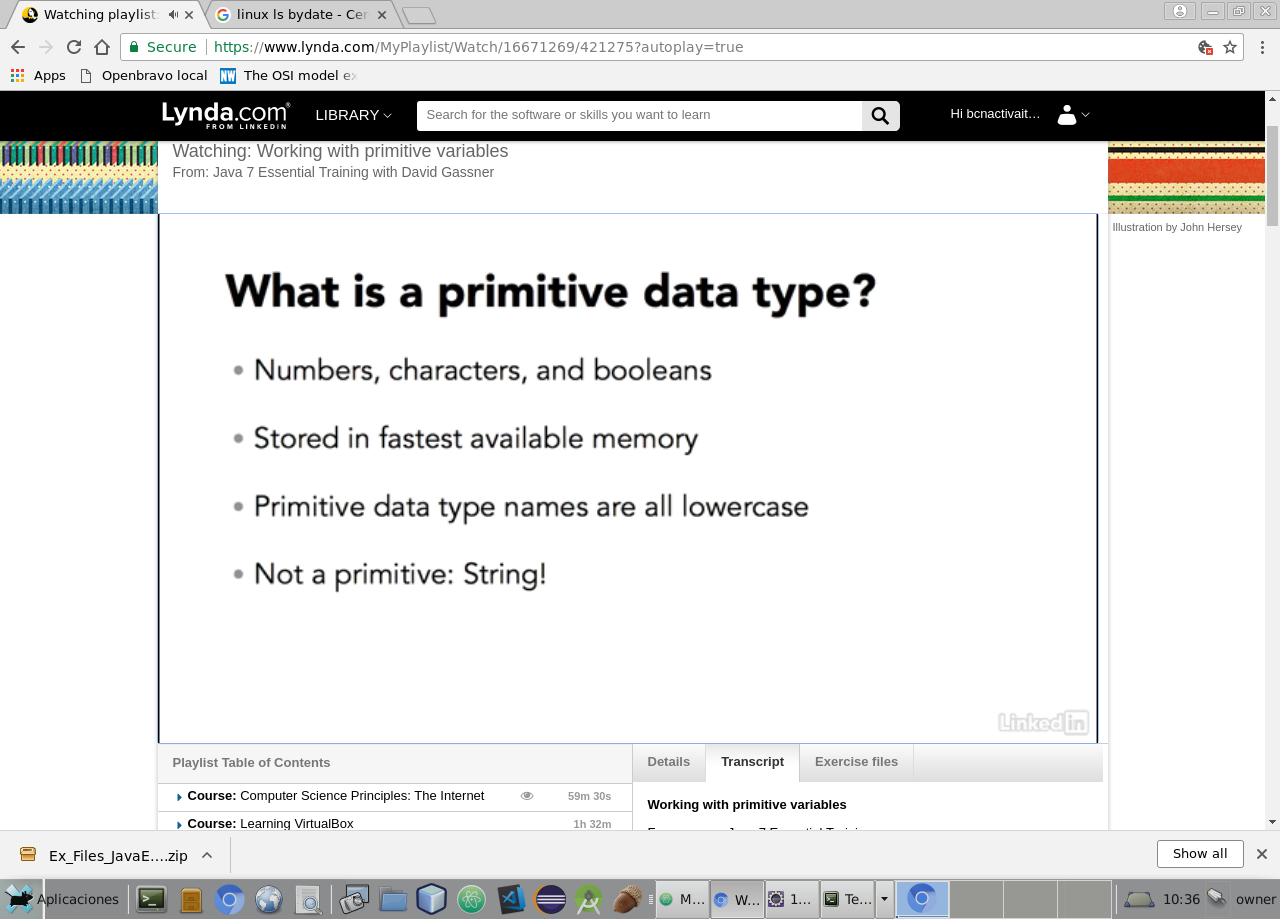 Watching playlist:
linux ls bydate - Cer
Secure
https://www.lynda.com/MyPlaylist/Watch/16671269/421275?autoplay=true
Apps
Openbravo local
NW
The OSI model ex
Lynda.com®
FROM LINKEDIN
LIBRARY
Search for the software or skills you want to learn
Hi bcnactivait…
Watching: Working with primitive variables
From: Java 7 Essential Training with David Gassner
Illustration by John Hersey
What is a primitive data type?
• Numbers, characters, and booleans
• Stored in fastest available memory
• Primitive data type names are all lowercase
• Not a primitive: String!
Linked in
Playlist Table of Contents
Details
Transcript
Exercise files
Course: Computer Science Principles: The Internet
59m 30s
Working with primitive variables
Course: Learning VirtualBox
1h 32m
Ex_Files_JavaE….zip
Show all
Aplicaciones
M...
W...
1...
Te...
10:36
owner